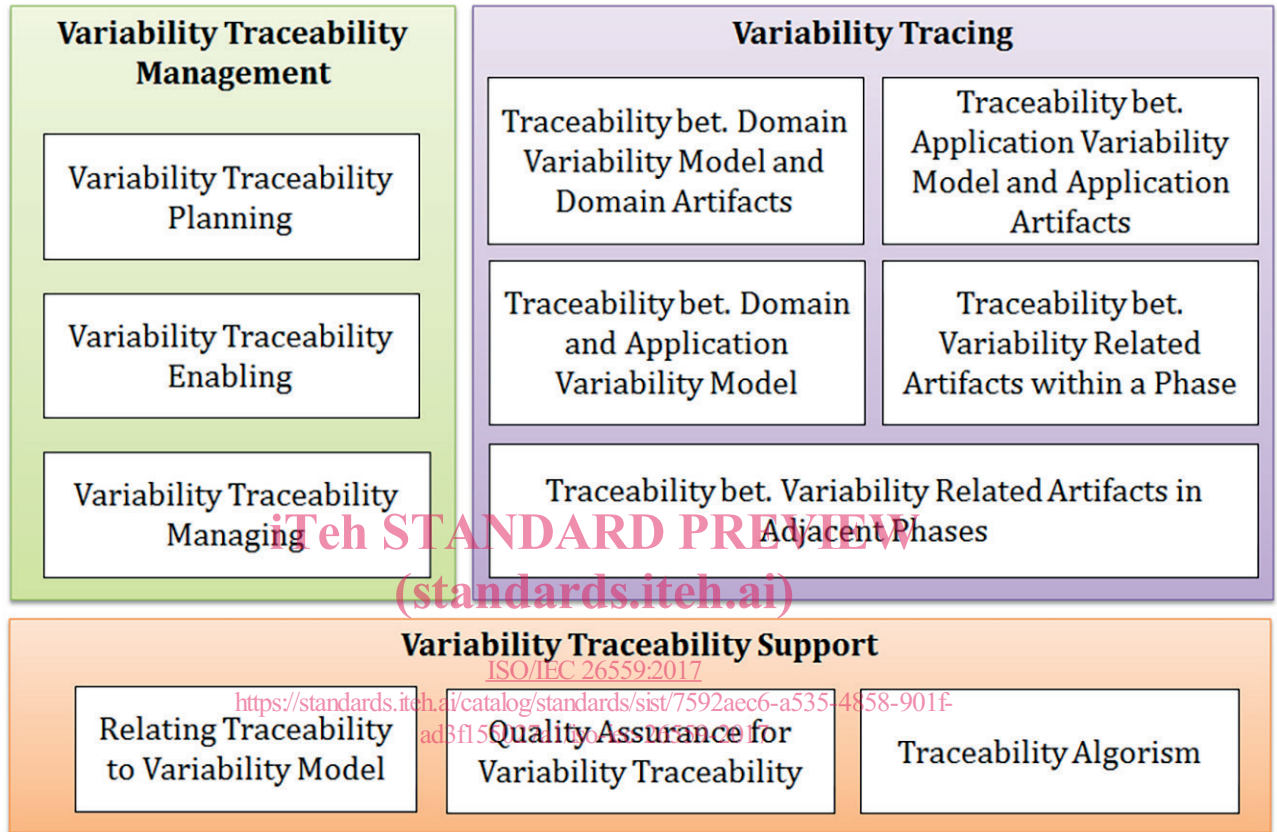 Variability Traceability
Management
Variability Traceability
Planning
Variability Traceability
Enabling
Variability Traceability
Managing
Variability Tracing
Traceability bet. Domain
Variability Model and
Domain Artifacts
Traceability bet.
Application Variability
Model and Application
Artifacts
Traceability bet. Domain
and Application
Variability Model
Traceability bet.
Variability Related
Artifacts within a Phase
Traceability bet. Variability Related Artifacts in
Adjacent Phases
iTeh STANDARD PREVIEW
(standards.iteh.ai)
Variability Traceability Support
ISO/IEC 26559:2017
https://standards.iteh.ai/catalog/standards/sist/7592aec6-a535-4858-901f-
Relating Traceability
to Variability Model
Quality Assurance for
Variability Traceability
Traceability Algorism